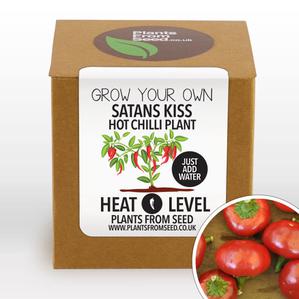 Plants
From
Seed.co.uk
GROW YOUR OWN
SATANS KISS
HOT CHILLI PLANT
JUST
ADD
WATER
HEAT LEVEL
PLANTS FROM SEED
WWW.PLANTSFROMSEED.CO.UK